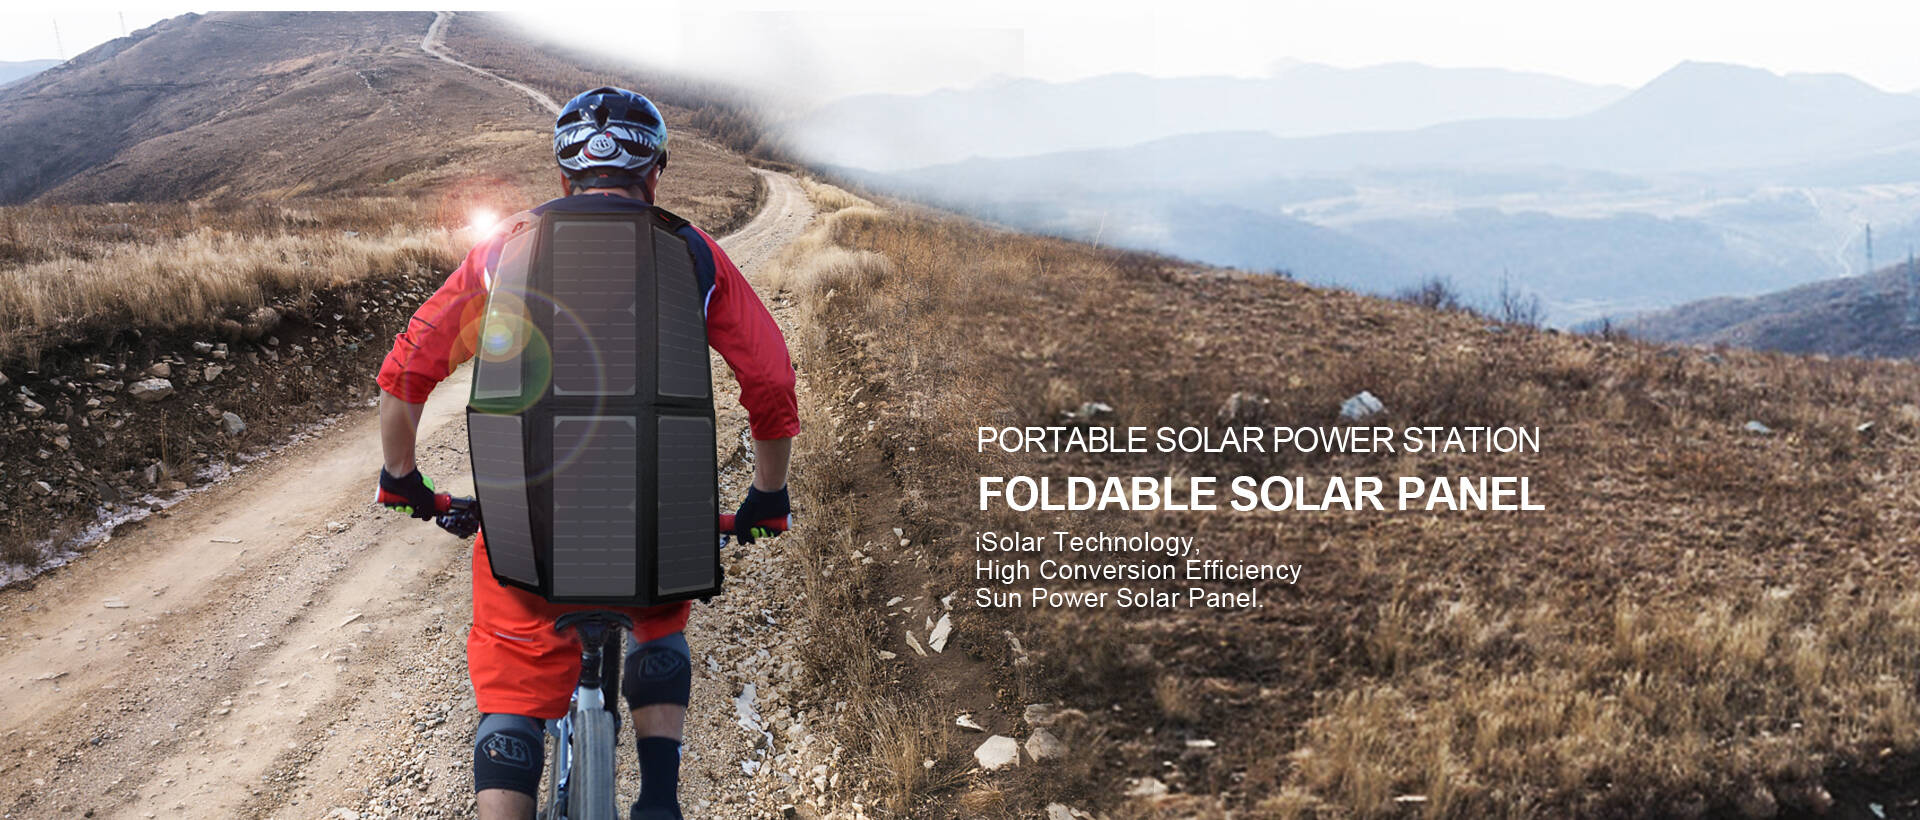 PORTABLE SOLAR POWER STATION
FOLDABLE SOLAR PANEL
iSolar Technology,
High Conversion Efficiency
Sun Power Solar Panel.